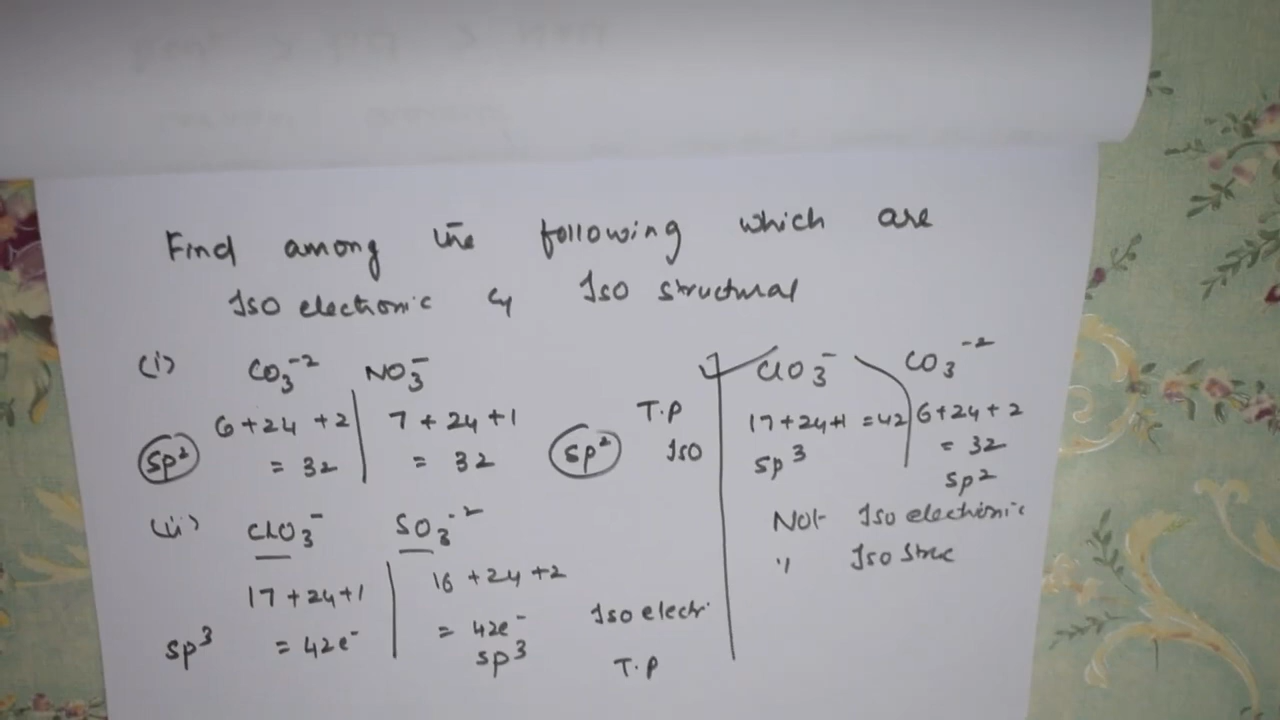 Find among the following which are
Iso electronic & Iso structural
(i) CO₃⁻² NO₃⁻
6+24+2 7+24+1 T.P
sp² = 32 = 32 sp² Iso
(ii) ClO₃⁻ SO₃⁻²
17+24+1 16+24+2
sp³ = 42e⁻ = 42e⁻ Iso electr.
sp³ T.P
ClO₃⁻ CO₃⁻²
17+24+1 = 42 6+24+2
sp³ = 32
sp²
Not Iso electronic
" Iso Struc